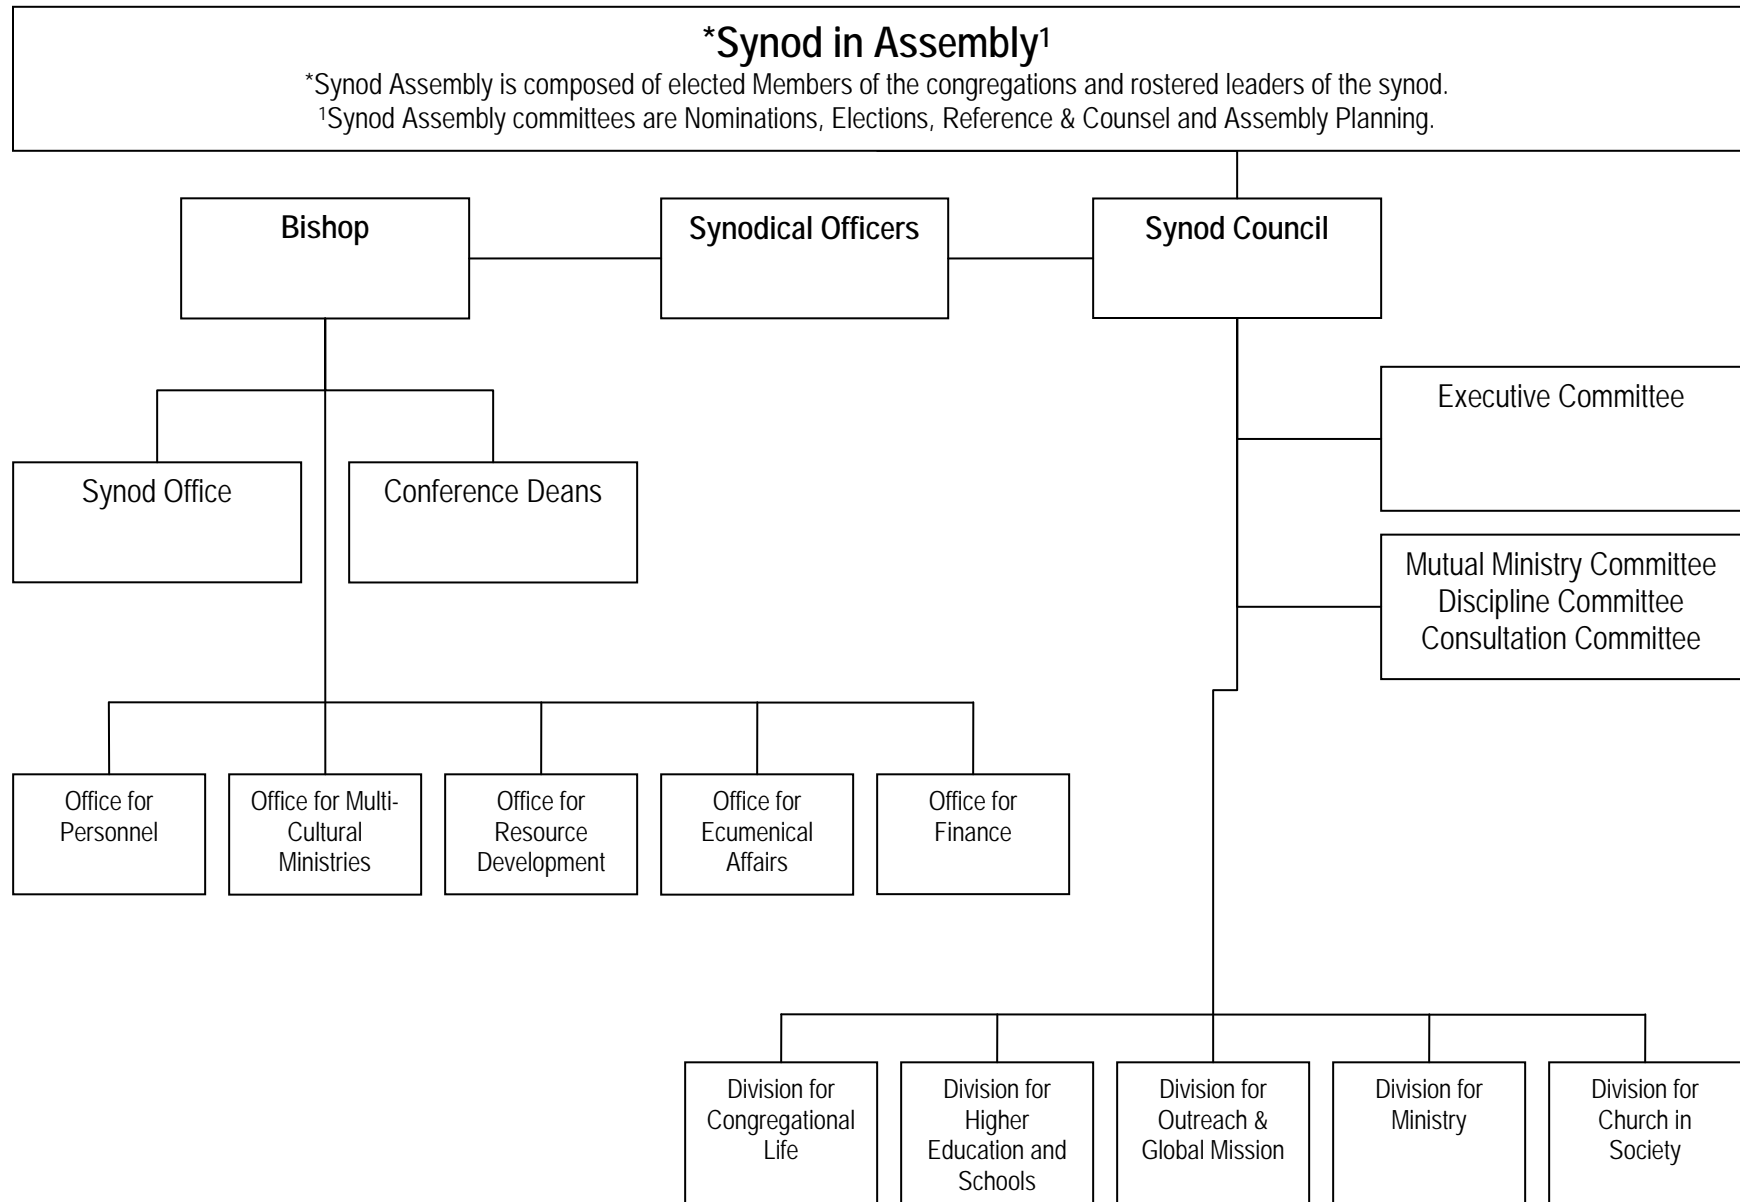 *Synod in Assembly¹
*Synod Assembly is composed of elected Members of the congregations and rostered leaders of the synod.
¹Synod Assembly committees are Nominations, Elections, Reference & Counsel and Assembly Planning.
Bishop
Synodical Officers
Synod Council
Executive Committee
Synod Office
Conference Deans
Mutual Ministry Committee
Discipline Committee
Consultation Committee
Office for
Personnel
Office for Multi-
Cultural
Ministries
Office for
Resource
Development
Office for
Ecumenical
Affairs
Office for
Finance
Division for
Congregational
Life
Division for
Higher
Education and
Schools
Division for
Outreach &
Global Mission
Division for
Ministry
Division for
Church in
Society